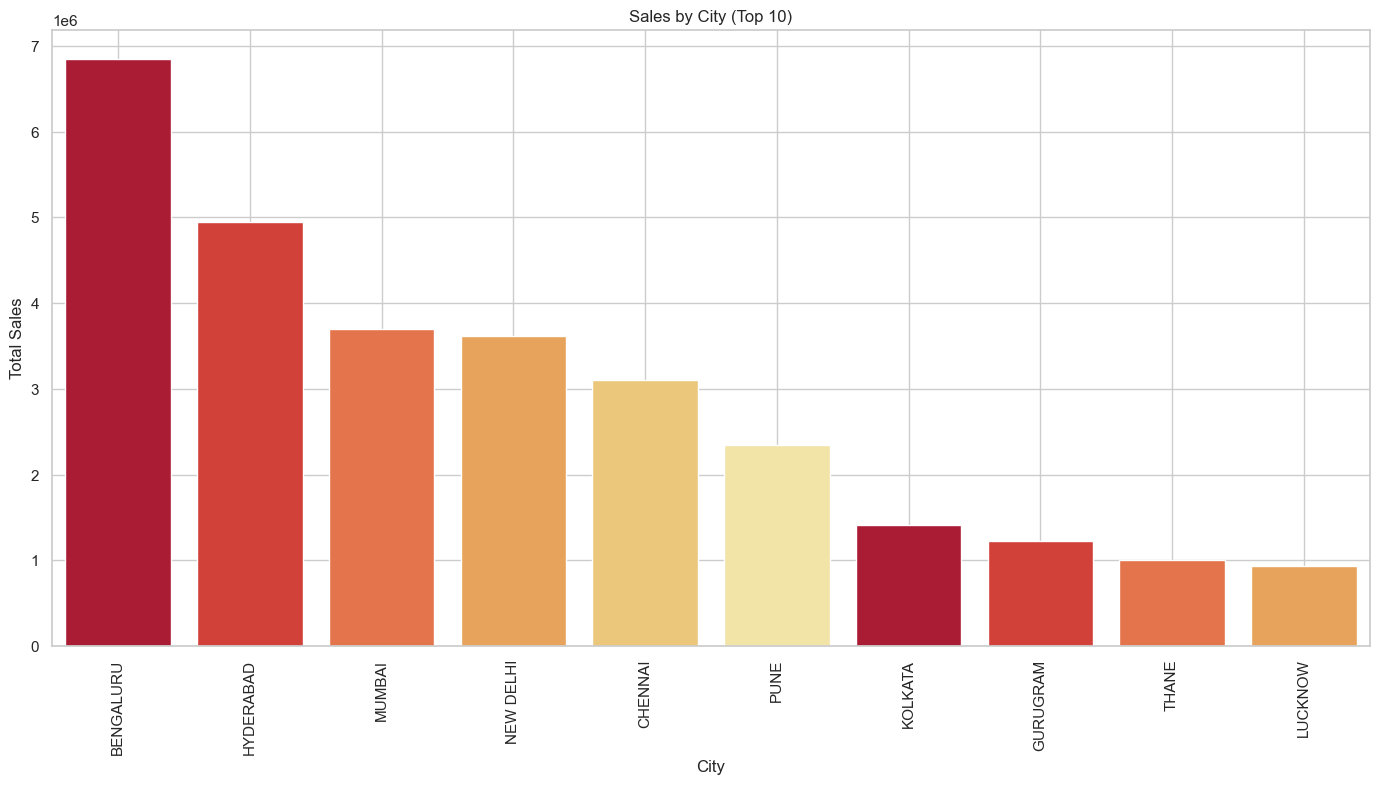 Sales by City (Top 10)
1e6
7
6
5
4
3
2
1
0
Total Sales
BENGALURU
HYDERABAD
MUMBAI
NEW DELHI
CHENNAI
PUNE
KOLKATA
GURUGRAM
THANE
LUCKNOW
City